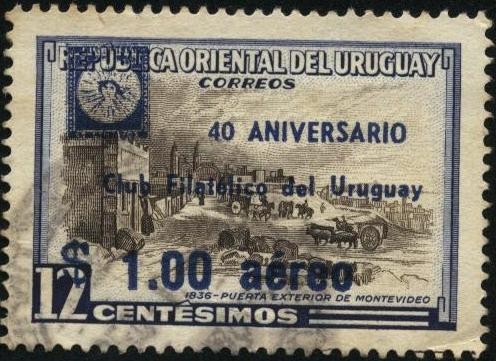 REPUBLICA ORIENTAL DEL URUGUAY
CORREOS
40 ANIVERSARIO
Club Filatélico del Uruguay
$ 1.00 aéreo
1836-PUERTA EXTERIOR DE MONTEVIDEO
12 CENTÉSIMOS